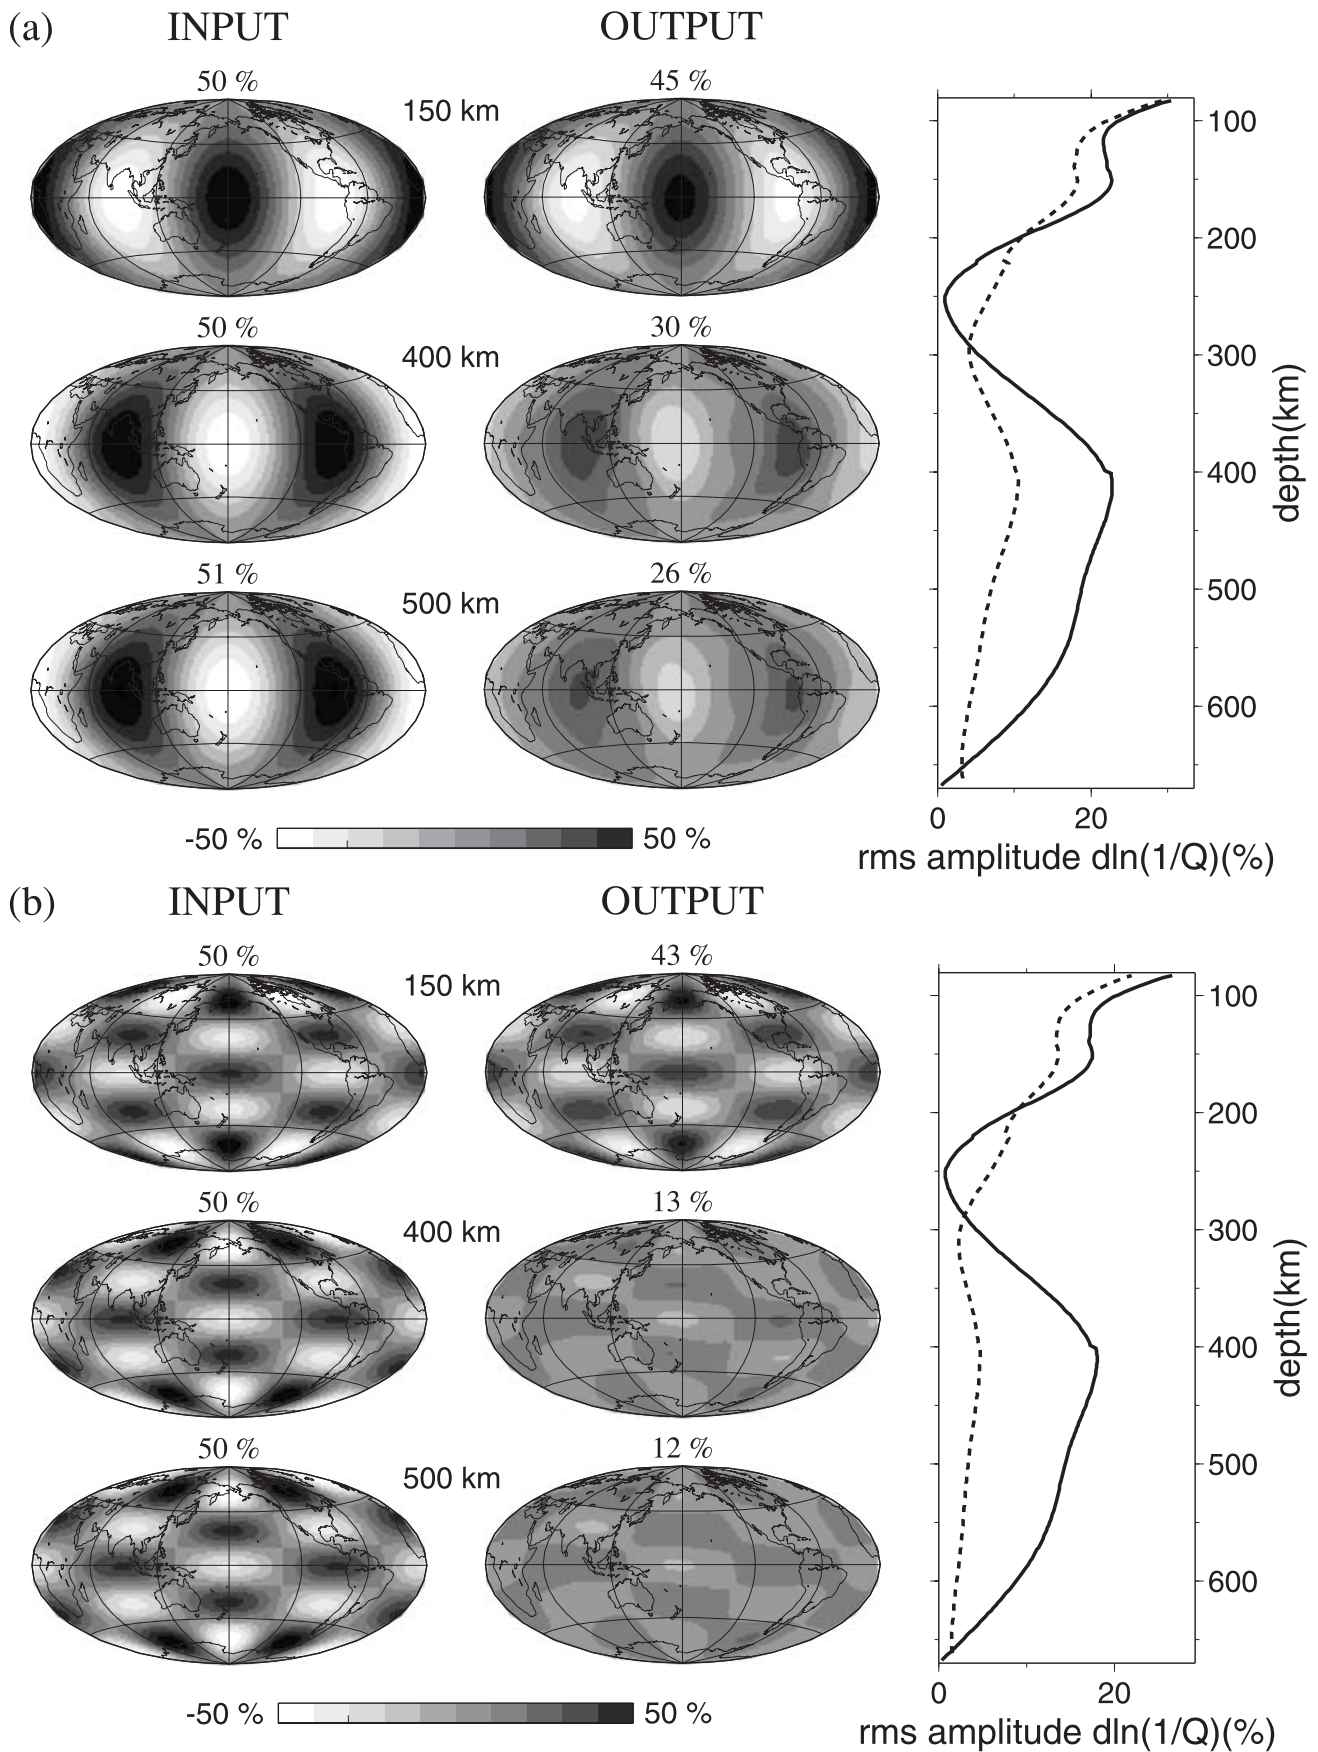 (a) INPUT OUTPUT
50 % 150 km 45 %
50 % 400 km 30 %
51 % 500 km 26 %
100
200
300
400
500
600
depth(km)
0 20
rms amplitude dln(1/Q)(%)
-50 % 50 %
(b) INPUT OUTPUT
50 % 150 km 43 %
50 % 400 km 13 %
50 % 500 km 12 %
100
200
300
400
500
600
depth(km)
0 20
rms amplitude dln(1/Q)(%)
-50 % 50 %